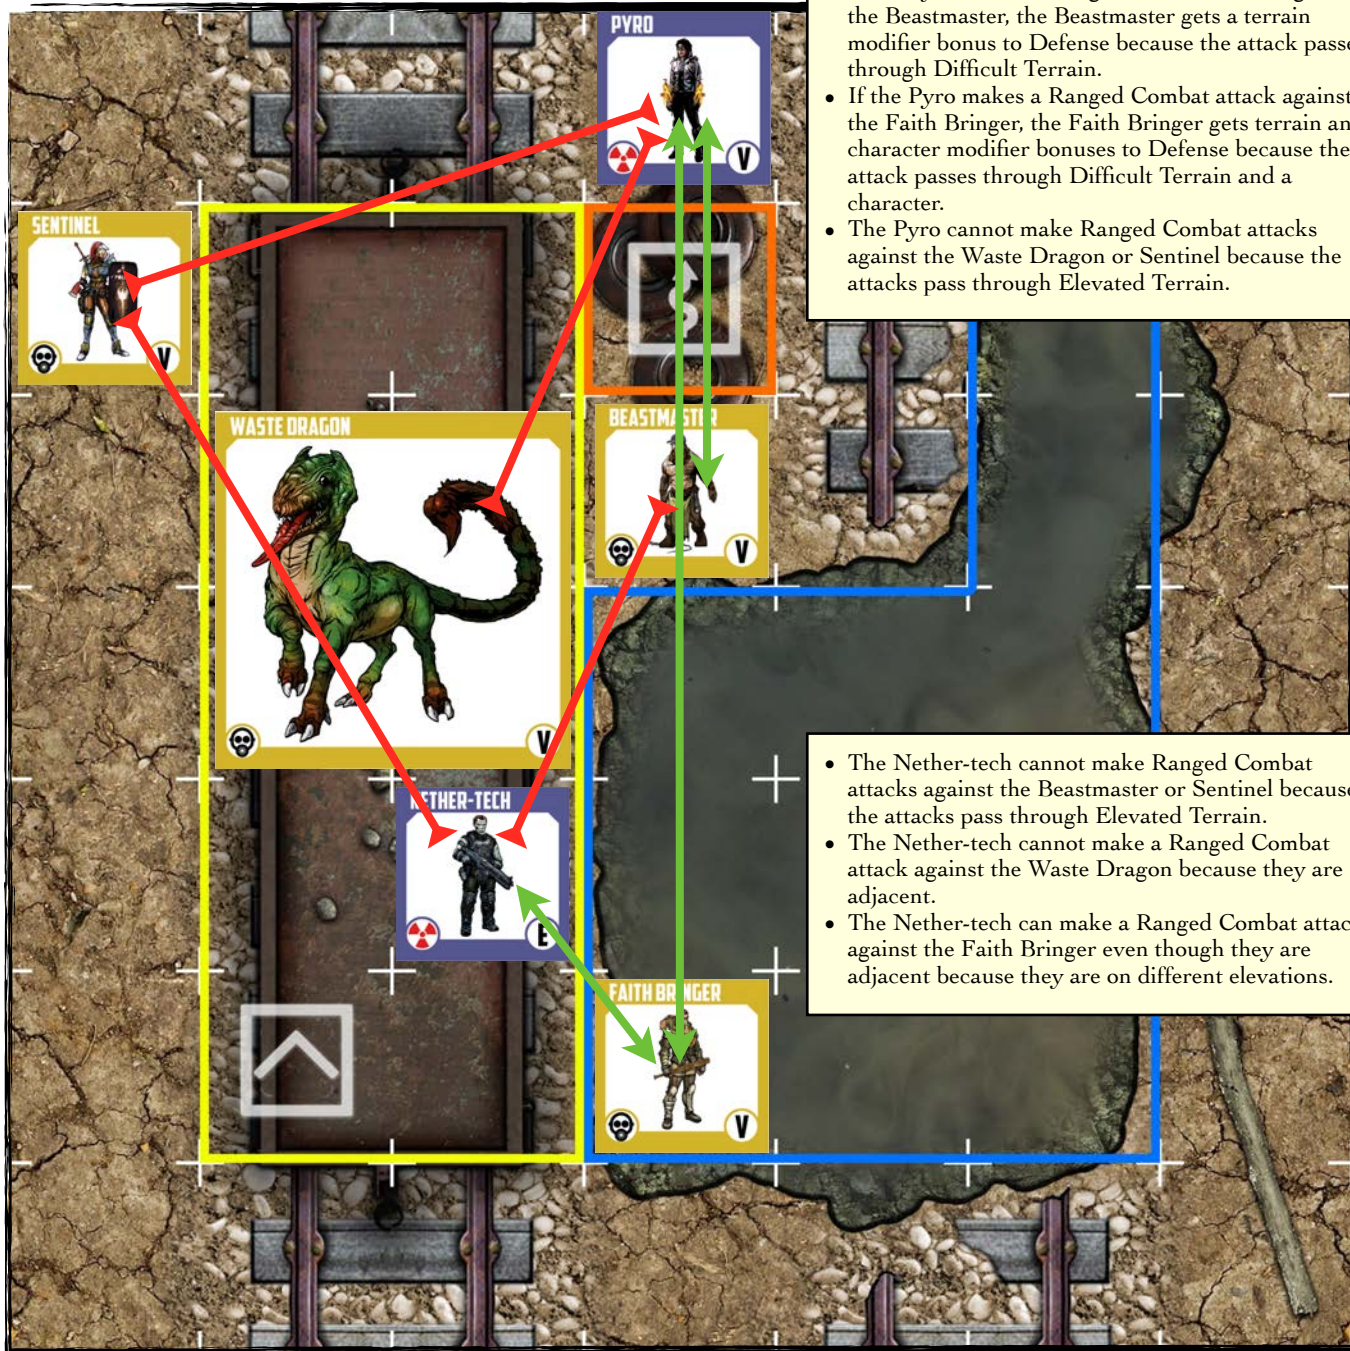 PYRO
V
the Beastmaster, the Beastmaster gets a terrain
modifier bonus to Defense because the attack passe
through Difficult Terrain.
• If the Pyro makes a Ranged Combat attack against
the Faith Bringer, the Faith Bringer gets terrain an
character modifier bonuses to Defense because the
attack passes through Difficult Terrain and a
character.
• The Pyro cannot make Ranged Combat attacks
against the Waste Dragon or Sentinel because the
attacks pass through Elevated Terrain.
SENTINEL
V
WASTE DRAGON
V
BEASTMASTER
V
NETHER-TECH
E
• The Nether-tech cannot make Ranged Combat
attacks against the Beastmaster or Sentinel because
the attacks pass through Elevated Terrain.
• The Nether-tech cannot make a Ranged Combat
attack against the Waste Dragon because they are
adjacent.
• The Nether-tech can make a Ranged Combat attac
against the Faith Bringer even though they are
adjacent because they are on different elevations.
FAITH BRINGER
V